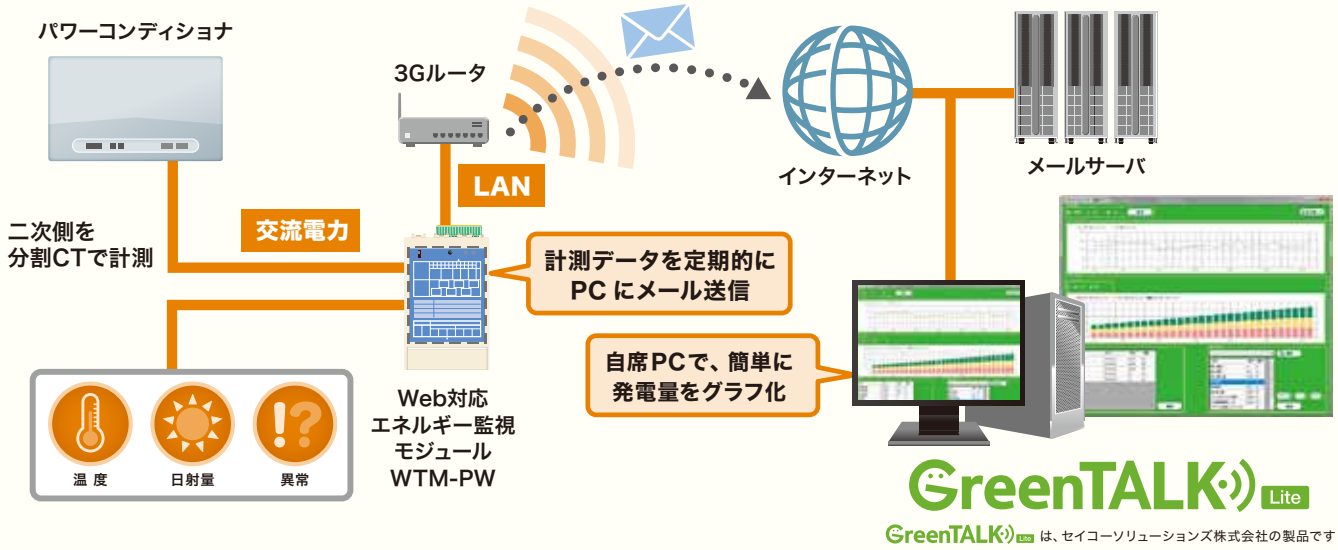 パワーコンディショナ
3Gルータ
インターネット
メールサーバ
LAN
二次側を
分割CTで計測
交流電力
計測データを定期的に
PCにメール送信
自席PCで、簡単に
発電量をグラフ化
Web対応
エネルギー監視
モジュール
WTM-PW
温度
日射量
異常
GreenTALK Lite
GreenTALK Lite は、セイコーソリューションズ株式会社の製品です